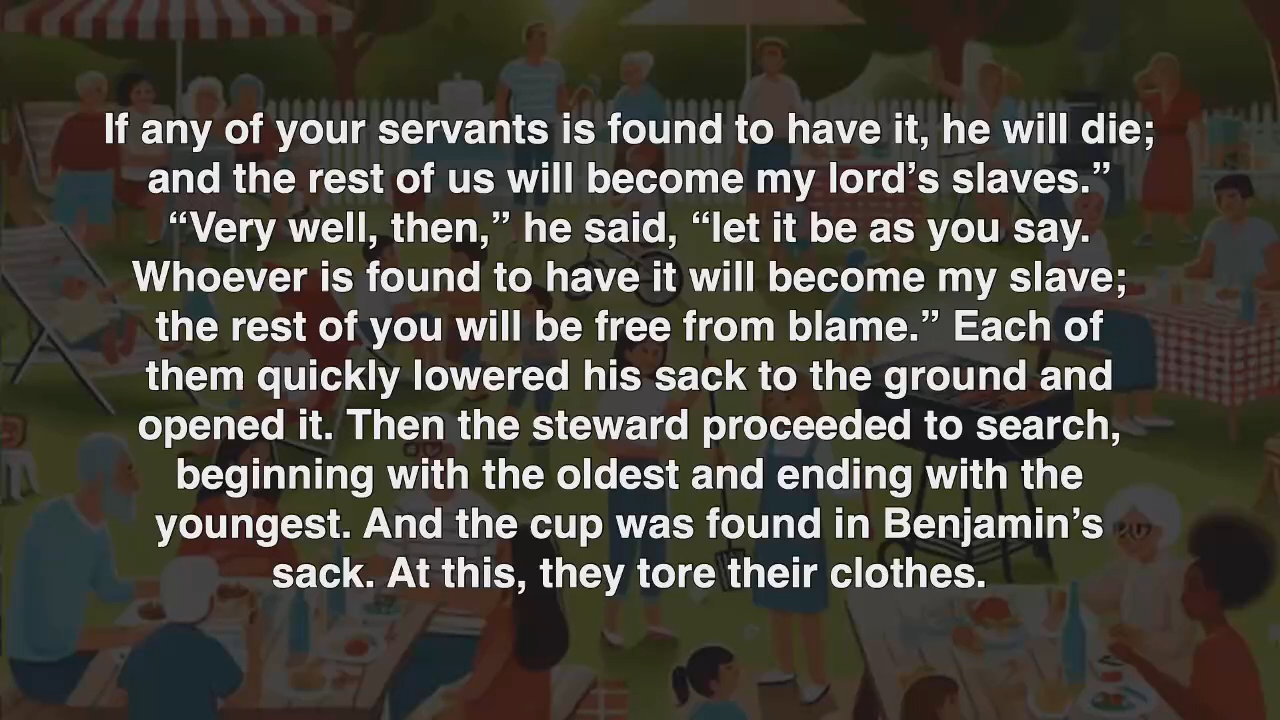 If any of your servants is found to have it, he will die;
and the rest of us will become my lord’s slaves.”
“Very well, then,” he said, “let it be as you say.
Whoever is found to have it will become my slave;
the rest of you will be free from blame.” Each of
them quickly lowered his sack to the ground and
opened it. Then the steward proceeded to search,
beginning with the oldest and ending with the
youngest. And the cup was found in Benjamin’s
sack. At this, they tore their clothes.